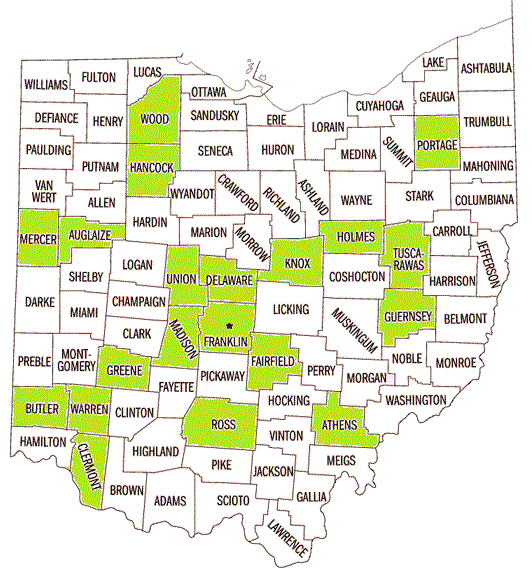 LAKE
ASHTABULA
WILLIAMS
FULTON
LUCAS
OTTAWA
GEAUGA
CUYAHOGA
DEFIANCE
HENRY
WOOD
SANDUSKY
ERIE
LORAIN
TRUMBULL
PAULDING
PUTNAM
HANCOCK
SENECA
HURON
MEDINA
SUMMIT
PORTAGE
MAHONING
VAN
WERT
ALLEN
WYANDOT
CRAWFORD
RICHLAND
ASHLAND
WAYNE
STARK
COLUMBIANA
MERCER
AUGLAIZE
HARDIN
MARION
MORROW
HOLMES
CARROLL
JEFFERSON
TUSCA-
RAWAS
SHELBY
LOGAN
UNION
DELAWARE
KNOX
COSHOCTON
HARRISON
DARKE
MIAMI
CHAMPAIGN
LICKING
MUSKINGUM
GUERNSEY
BELMONT
CLARK
MADISON
FRANKLIN
PREBLE
MONT-
GOMERY
GREENE
FAYETTE
PICKAWAY
FAIRFIELD
PERRY
MORGAN
NOBLE
MONROE
BUTLER
WARREN
CLINTON
ROSS
HOCKING
ATHENS
WASHINGTON
HAMILTON
CLERMONT
HIGHLAND
PIKE
VINTON
MEIGS
BROWN
ADAMS
SCIOTO
JACKSON
GALLIA
LAWRENCE